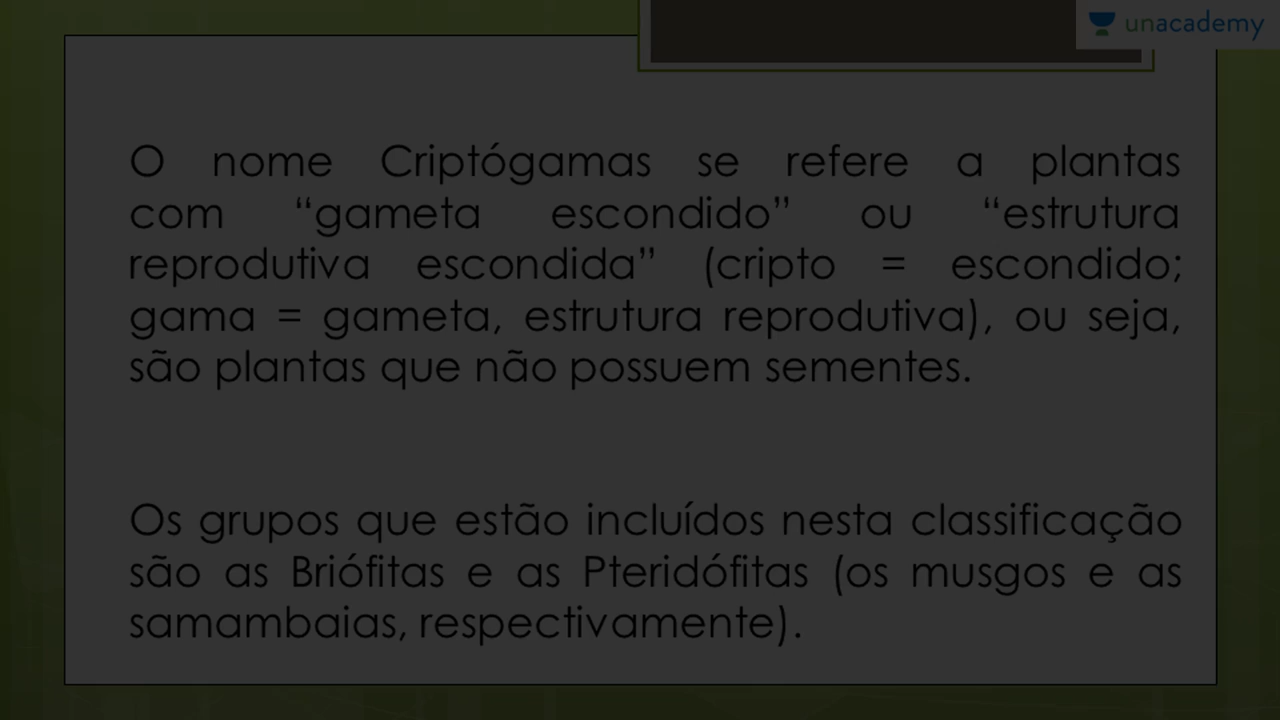 unacademy
O nome Criptógamas se refere a plantas
com “gameta escondido” ou “estrutura
reprodutiva escondida” (cripto = escondido;
gama = gameta, estrutura reprodutiva), ou seja,
são plantas que não possuem sementes.
Os grupos que estão incluídos nesta classificação
são as Briófitas e as Pteridófitas (os musgos e as
samambaias, respectivamente).